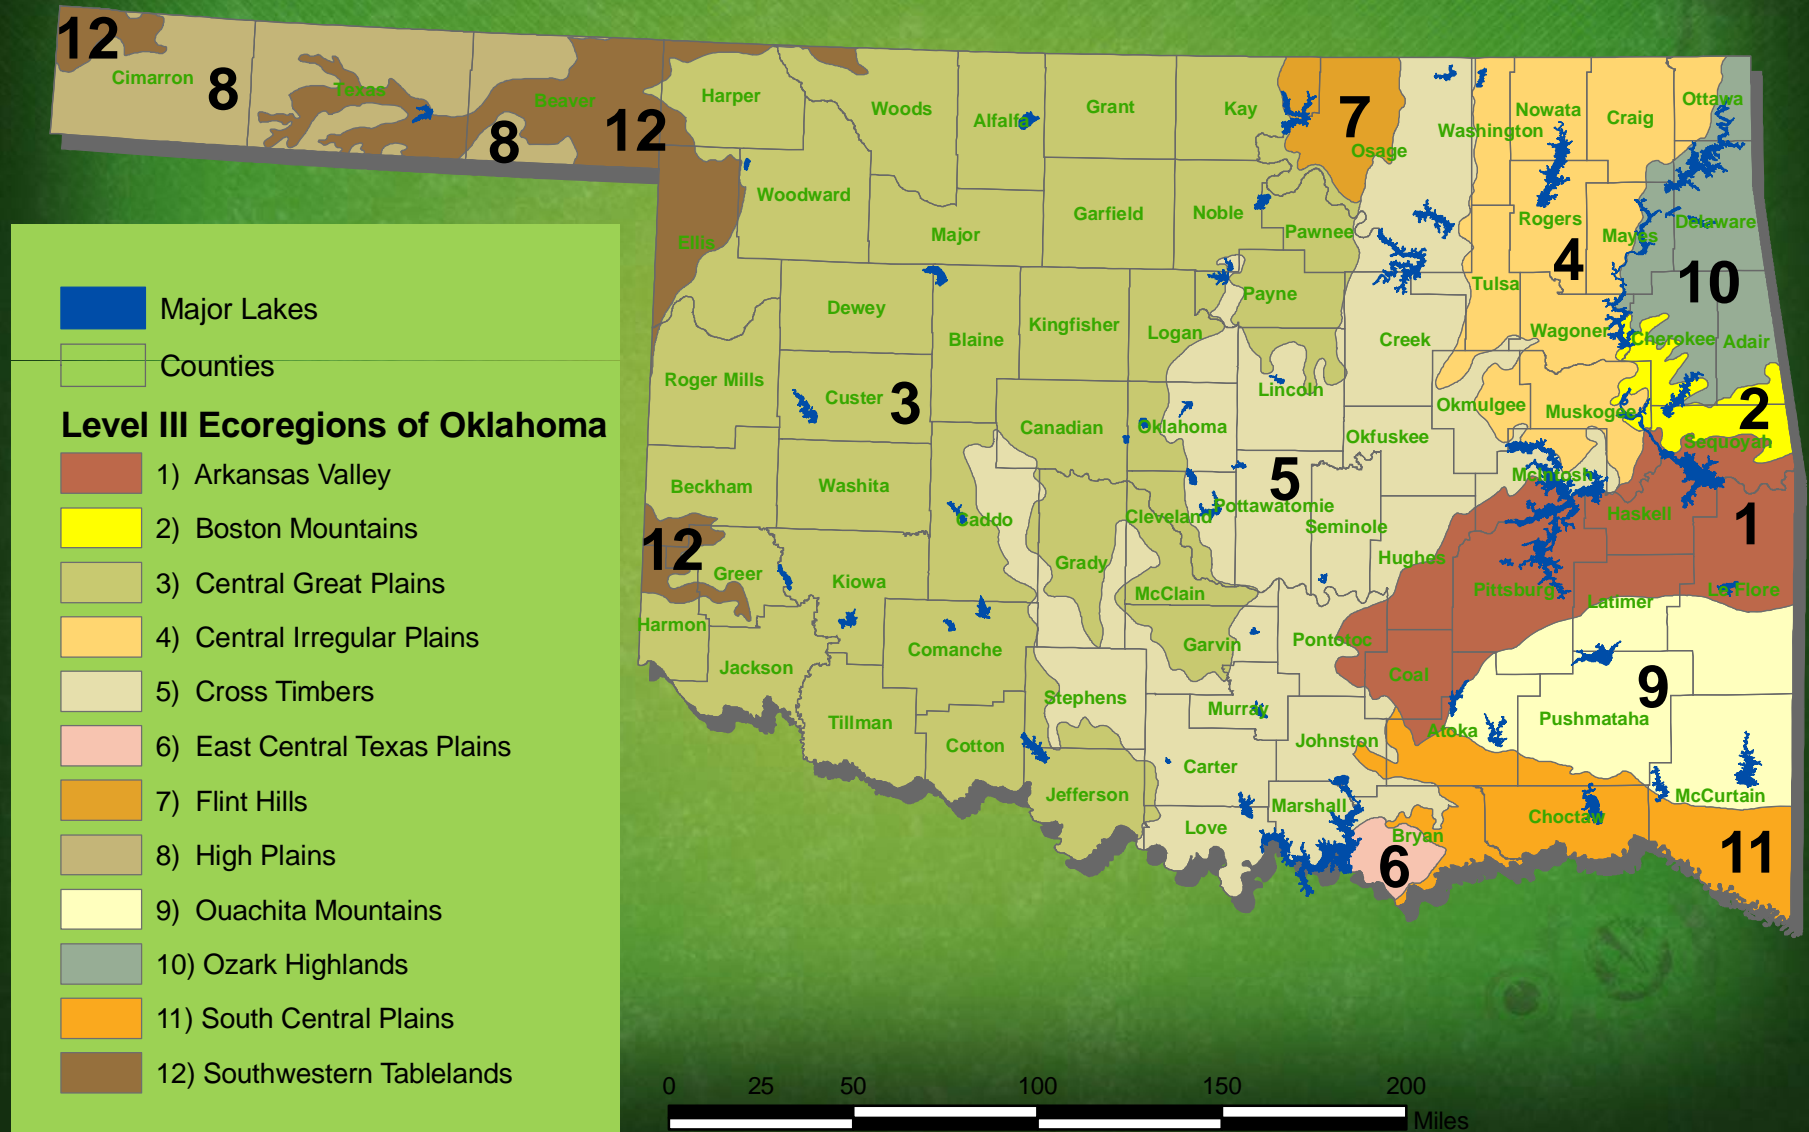 12
Cimarron
8
Texas
Beaver
8
12
Harper
Woods
Alfalfa
Grant
Kay
7
Osage
Washington
Nowata
Craig
Ottawa
Woodward
Ellis
Major
Garfield
Noble
Pawnee
Rogers
Mayes
Delaware
4
10
Dewey
Blaine
Kingfisher
Logan
Payne
Tulsa
Creek
Wagoner
Cherokee
Adair
Roger Mills
Custer
3
Canadian
Oklahoma
Lincoln
Okmulgee
Muskogee
2
Sequoyah
Okfuskee
Beckham
Washita
Caddo
Cleveland
5
Pottawatomie
Seminole
McIntosh
Haskell
1
12
Greer
Kiowa
Grady
McClain
Hughes
Pittsburg
Latimer
Le Flore
Harmon
Jackson
Comanche
Garvin
Pontotoc
Coal
9
Tillman
Cotton
Stephens
Murray
Johnston
Atoka
Pushmataha
Jefferson
Carter
Love
Marshall
Bryan
6
Choctaw
McCurtain
11
Major Lakes
Counties
Level III Ecoregions of Oklahoma
1) Arkansas Valley
2) Boston Mountains
3) Central Great Plains
4) Central Irregular Plains
5) Cross Timbers
6) East Central Texas Plains
7) Flint Hills
8) High Plains
9) Ouachita Mountains
10) Ozark Highlands
11) South Central Plains
12) Southwestern Tablelands
0 25 50 100 150 200
Miles